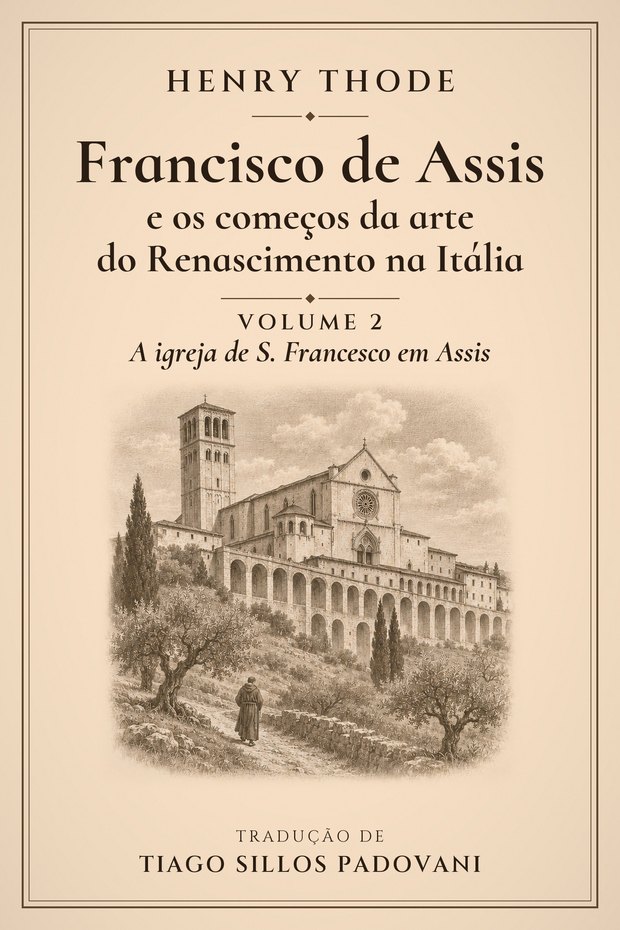 HENRY THODE
Francisco de Assis
e os começos da arte
do Renascimento na Itália
VOLUME 2
A igreja de S. Francesco em Assis
TRADUÇÃO DE
TIAGO SILLOS PADOVANI